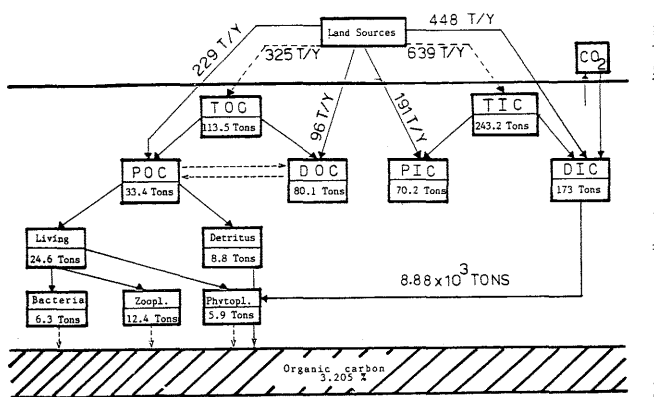 Land Sources
448 T/Y
229 T/Y
325 T/Y
639 T/Y
CO2
TOC
113.5 Tons
96 T/Y
191 T/Y
TIC
243.2 Tons
POC
33.4 Tons
DOC
80.1 Tons
PIC
70.2 Tons
DIC
173 Tons
Living
24.6 Tons
Detritus
8.8 Tons
8.88x10^3 TONS
Bacteria
6.3 Tons
Zoopl.
12.4 Tons
Phytopl.
5.9 Tons
Organic carbon
3.205 %